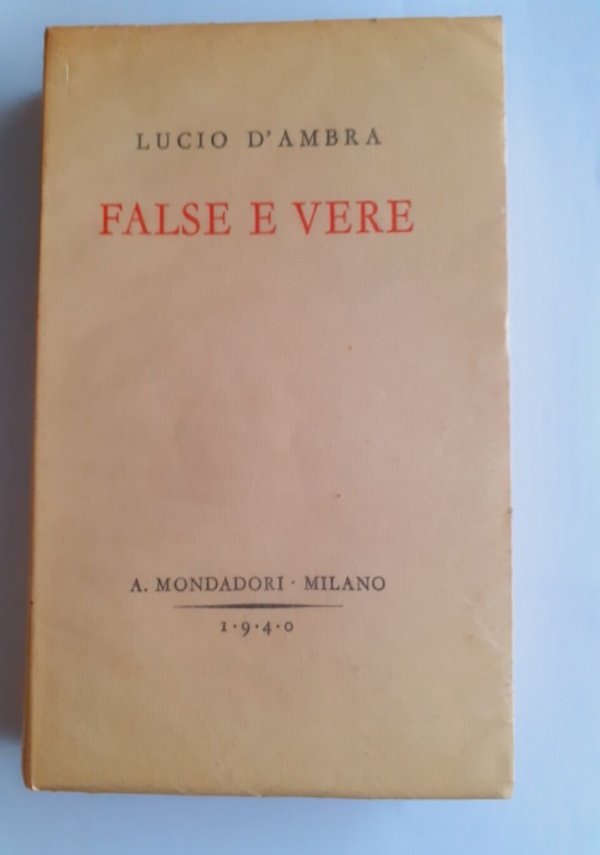 LUCIO D'AMBRA
FALSE E VERE
A. MONDADORI · MILANO
1·9·4·0